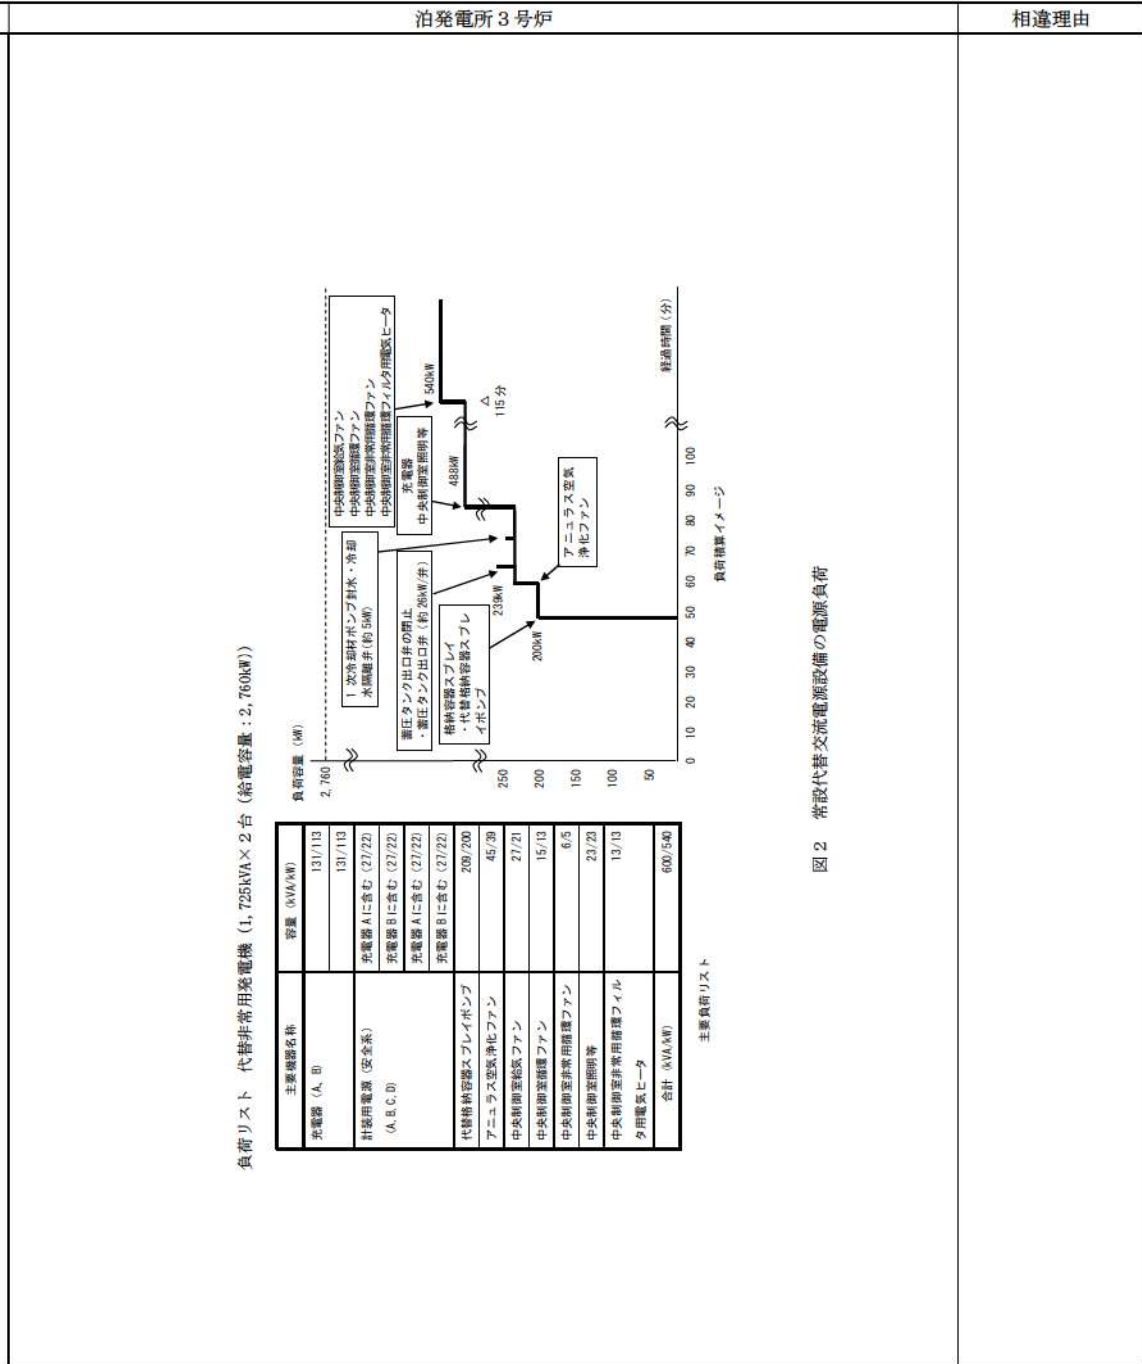 泊発電所3号炉
相違理由
負荷リスト 代替非常用発電機（1,725kVA×2台（給電容量：2,760kW））
主要機器名称
容量（kVA/kW）
充電器（A, B）
131/113
131/113
計装用電源（安全系）
（A, B, C, D）
充電器Aに含む（27/22）
充電器Bに含む（27/22）
充電器Aに含む（27/22）
充電器Bに含む（27/22）
代替格納容器スプレイポンプ
209/200
アニュラス空気浄化ファン
45/39
中央制御室給気ファン
27/21
中央制御室循環ファン
15/13
中央制御室非常用循環ファン
6/5
中央制御室照明等
23/23
中央制御室非常用循環フィル
タ用電気ヒータ
13/13
合計（kVA/kW）
600/540
主要負荷リスト
負荷容量（kW）
2,760
250
200
150
100
50
0
10
20
30
40
50
60
70
80
90
100
経過時間（分）
1次冷却材ポンプ封水・冷却
水隔離弁（約5kW）
蓄圧タンク出口弁の閉止
・蓄圧タンク出口弁（約26kW/弁）
格納容器スプレイ
・代替格納容器スプレ
イポンプ
中央制御室給気ファン
中央制御室循環ファン
中央制御室非常用循環ファン
中央制御室非常用循環フィルタ用電気ヒータ
充電器
中央制御室照明等
アニュラス空気
浄化ファン
200kW
239kW
488kW
540kW
△
115分
負荷積算イメージ
図2 常設代替交流電源設備の電源負荷